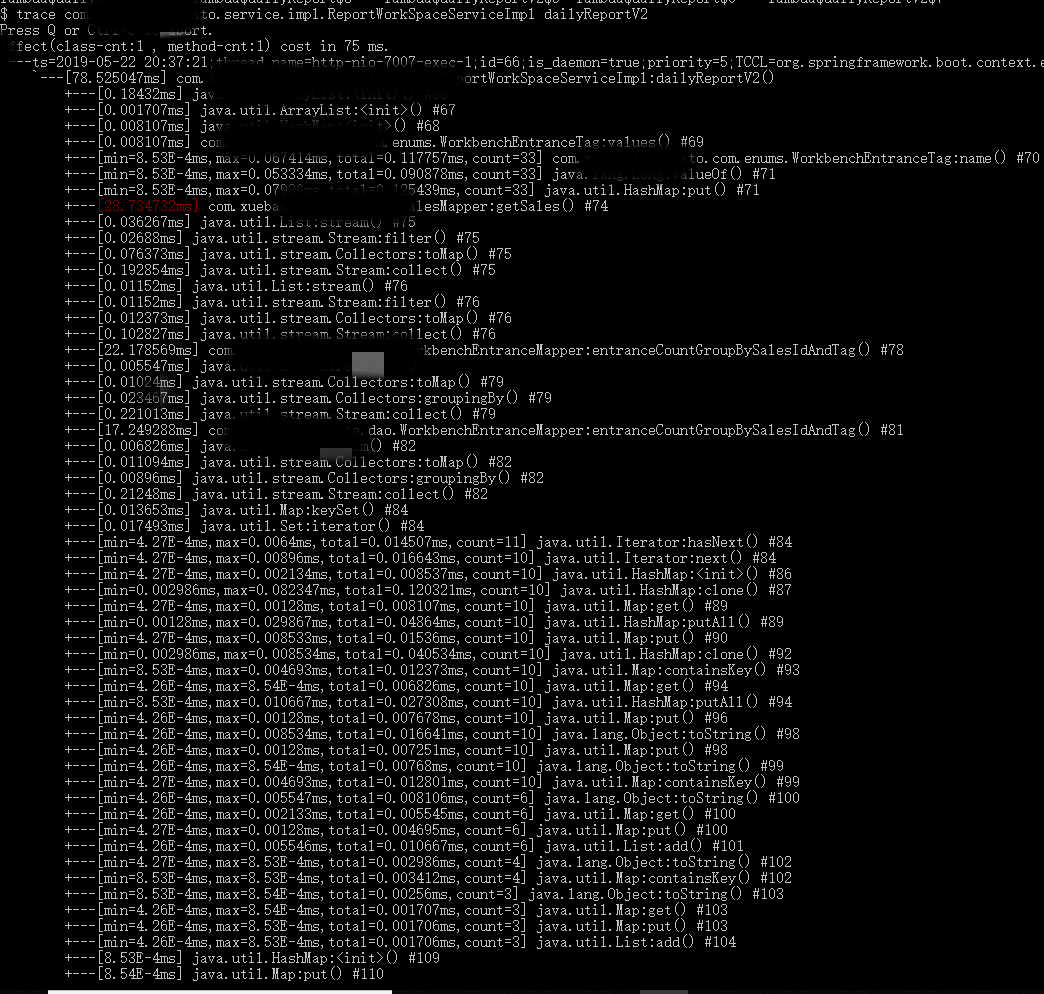 $ trace com to.service.impl.ReportWorkSpaceServiceImpl dailyReportV2
Press Q or Ctrl+C to abort.
ffect(class-cnt:1 , method-cnt:1) cost in 75 ms.
---ts=2019-05-22 20:37:21;thread_name=http-nio-7007-exec-1;id=66;is_daemon=true;priority=5;TCCL=org.springframework.boot.context.e
`---[78.525047ms] com. portWorkSpaceServiceImpl:dailyReportV2()
+---[0.18432ms] jav
+---[0.001707ms] java.util.ArrayList:<init>() #67
+---[0.008107ms] java.util.HashMap:<init>() #68
+---[0.008107ms] com. enums.WorkbenchEntranceTag:values() #69
+---[min=8.53E-4ms,max=0.067414ms,total=0.117757ms,count=33] com. to.com.enums.WorkbenchEntranceTag:name() #70
+---[min=8.53E-4ms,max=0.053334ms,total=0.090878ms,count=33] java.lang.Long:valueOf() #71
+---[min=8.53E-4ms,max=0.07 5439ms,count=33] java.util.HashMap:put() #71
+---[28.734732ms] com.xueba alesMapper:getSales() #74
+---[0.036267ms] java.util.List:stream() #75
+---[0.02688ms] java.util.stream.Stream:filter() #75
+---[0.076373ms] java.util.stream.Collectors:toMap() #75
+---[0.192854ms] java.util.stream.Stream:collect() #75
+---[0.01152ms] java.util.List:stream() #76
+---[0.01152ms] java.util.stream.Stream:filter() #76
+---[0.012373ms] java.util.stream.Collectors:toMap() #76
+---[0.102827ms] java.util.stream.Stream:collect() #76
+---[22.178569ms] com. kbenchEntranceMapper:entranceCountGroupBySalesIdAndTag() #78
+---[0.005547ms] java.
+---[0.01024ms] java.util.stream.Collectors:toMap() #79
+---[0.023467ms] java.util.stream.Collectors:groupingBy() #79
+---[0.221013ms] java.util.stream.Stream:collect() #79
+---[17.249288ms] com to.dao.WorkbenchEntranceMapper:entranceCountGroupBySalesIdAndTag() #81
+---[0.006826ms] java. () #82
+---[0.011094ms] java.util.stream.Collectors:toMap() #82
+---[0.00896ms] java.util.stream.Collectors:groupingBy() #82
+---[0.21248ms] java.util.stream.Stream:collect() #82
+---[0.013653ms] java.util.Map:keySet() #84
+---[0.017493ms] java.util.Set:iterator() #84
+---[min=4.27E-4ms,max=0.0064ms,total=0.014507ms,count=11] java.util.Iterator:hasNext() #84
+---[min=4.27E-4ms,max=0.00896ms,total=0.016643ms,count=10] java.util.Iterator:next() #84
+---[min=4.27E-4ms,max=0.002134ms,total=0.008537ms,count=10] java.util.HashMap:<init>() #86
+---[min=0.002986ms,max=0.082347ms,total=0.120321ms,count=10] java.util.HashMap:clone() #87
+---[min=4.27E-4ms,max=0.00128ms,total=0.008107ms,count=10] java.util.Map:get() #89
+---[min=0.00128ms,max=0.029867ms,total=0.04864ms,count=10] java.util.HashMap:putAll() #89
+---[min=4.27E-4ms,max=0.008533ms,total=0.01536ms,count=10] java.util.Map:put() #90
+---[min=0.002986ms,max=0.008534ms,total=0.040534ms,count=10] java.util.HashMap:clone() #92
+---[min=8.53E-4ms,max=0.004693ms,total=0.012373ms,count=10] java.util.Map:containsKey() #93
+---[min=4.26E-4ms,max=8.54E-4ms,total=0.006826ms,count=10] java.util.Map:get() #94
+---[min=8.53E-4ms,max=0.010667ms,total=0.027308ms,count=10] java.util.HashMap:putAll() #94
+---[min=4.26E-4ms,max=0.00128ms,total=0.007678ms,count=10] java.util.Map:put() #96
+---[min=4.26E-4ms,max=0.008534ms,total=0.016641ms,count=10] java.lang.Object:toString() #98
+---[min=4.26E-4ms,max=0.00128ms,total=0.007251ms,count=10] java.util.Map:put() #98
+---[min=4.26E-4ms,max=8.54E-4ms,total=0.00768ms,count=10] java.lang.Object:toString() #99
+---[min=4.27E-4ms,max=0.004693ms,total=0.012801ms,count=10] java.util.Map:containsKey() #99
+---[min=4.26E-4ms,max=0.005547ms,total=0.008106ms,count=6] java.lang.Object:toString() #100
+---[min=4.26E-4ms,max=0.002133ms,total=0.005545ms,count=6] java.util.Map:get() #100
+---[min=4.27E-4ms,max=0.00128ms,total=0.004695ms,count=6] java.util.Map:put() #100
+---[min=4.26E-4ms,max=0.005546ms,total=0.010667ms,count=6] java.util.List:add() #101
+---[min=4.27E-4ms,max=8.53E-4ms,total=0.002986ms,count=4] java.lang.Object:toString() #102
+---[min=4.26E-4ms,max=8.53E-4ms,total=0.003412ms,count=4] java.util.Map:containsKey() #102
+---[min=8.53E-4ms,max=8.54E-4ms,total=0.00256ms,count=3] java.lang.Object:toString() #103
+---[min=4.26E-4ms,max=8.54E-4ms,total=0.001707ms,count=3] java.util.Map:get() #103
+---[min=4.26E-4ms,max=8.53E-4ms,total=0.001706ms,count=3] java.util.Map:put() #103
+---[min=4.26E-4ms,max=8.53E-4ms,total=0.001706ms,count=3] java.util.List:add() #104
+---[8.53E-4ms] java.util.HashMap:<init>() #109
+---[8.54E-4ms] java.util.Map:put() #110